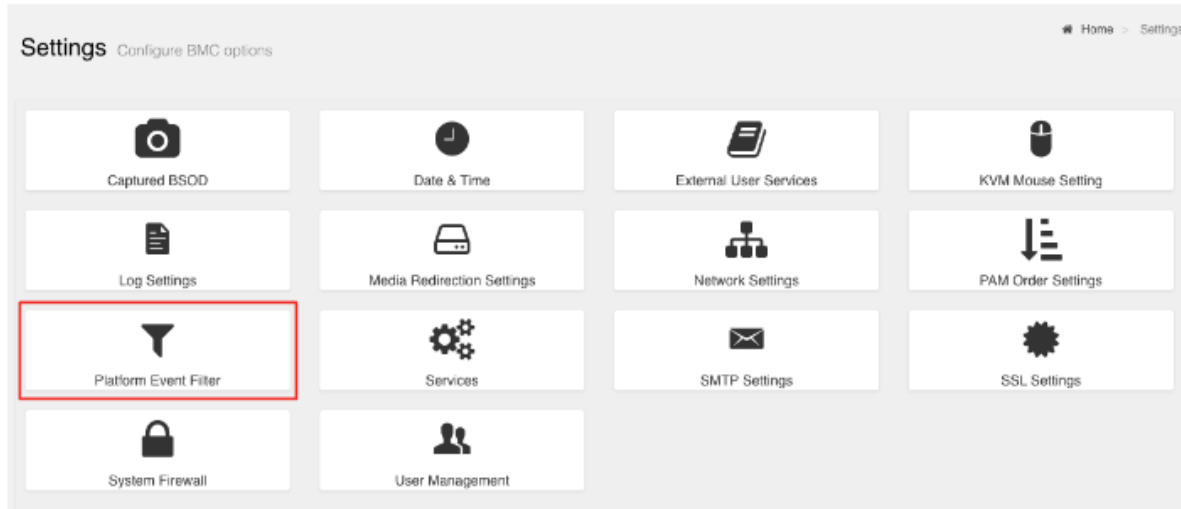 Settings Configure BMC options
Home > Settings
Captured BSOD
Date & Time
External User Services
KVM Mouse Setting
Log Settings
Media Redirection Settings
Network Settings
PAM Order Settings
Platform Event Filter
Services
SMTP Settings
SSL Settings
System Firewall
User Management